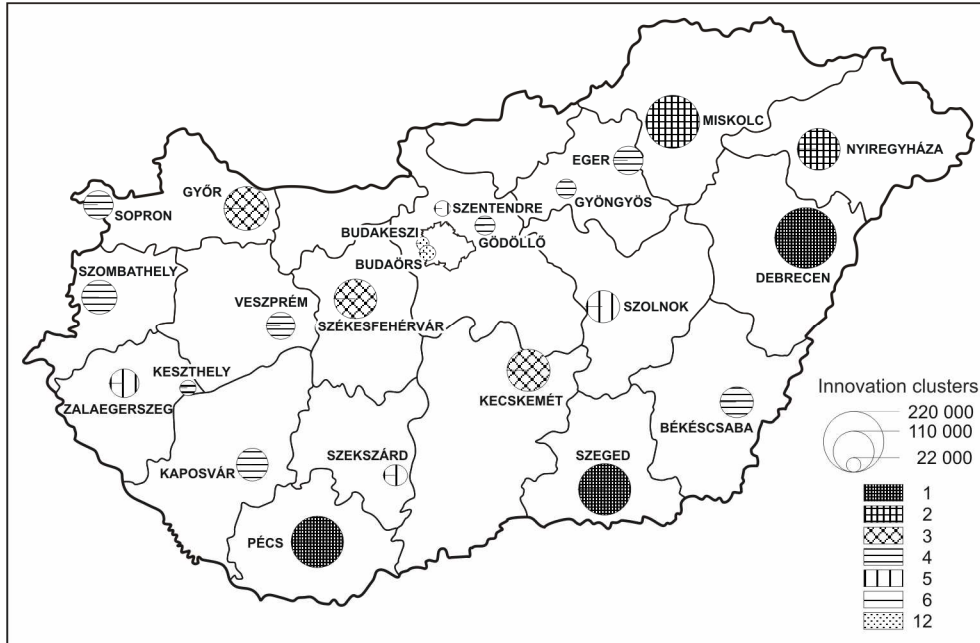 MISKOLC
NYIREGYHÁZA
EGER
GYÖNGYÖS
GYŐR
SOPRON
SZENTENDRE
GÖDÖLLŐ
BUDAKESZI
BUDAÖRS
DEBRECEN
SZOMBATHELY
VESZPRÉM
SZÉKESFEHÉRVÁR
SZOLNOK
KESZTHELY
ZALAEGERSZEG
KECSKEMÉT
BÉKÉSCSABA
KAPOSVÁR
SZEKSZÁRD
SZEGED
PÉCS
Innovation clusters
220 000
110 000
22 000
1
2
3
4
5
6
12